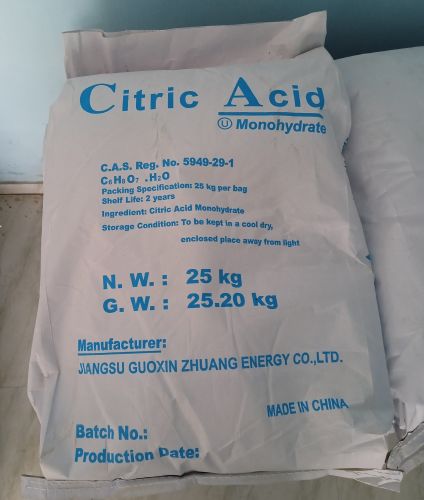 Citric Acid
Ⓤ Monohydrate
C.A.S. Reg. No. 5949-29-1
C₆H₈O₇ .H₂O
Packing Specification: 25 kg per bag
Shelf Life: 2 years
Ingredient: Citric Acid Monohydrate
Storage Condition: To be kept in a cool dry,
enclosed place away from light
N. W. : 25 kg
G. W. : 25.20 kg
Manufacturer:
JIANGSU GUOXIN ZHUANG ENERGY CO.,LTD.
MADE IN CHINA
Batch No.:
Production Date: